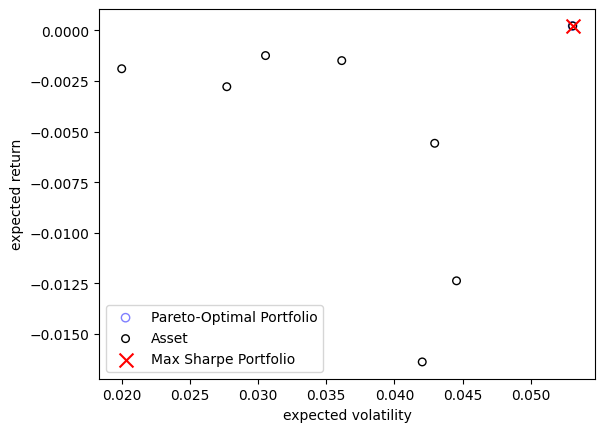 0.0000
−0.0025
−0.0050
−0.0075
−0.0100
−0.0125
−0.0150
expected return
Pareto-Optimal Portfolio
Asset
Max Sharpe Portfolio
0.020 0.025 0.030 0.035 0.040 0.045 0.050
expected volatility